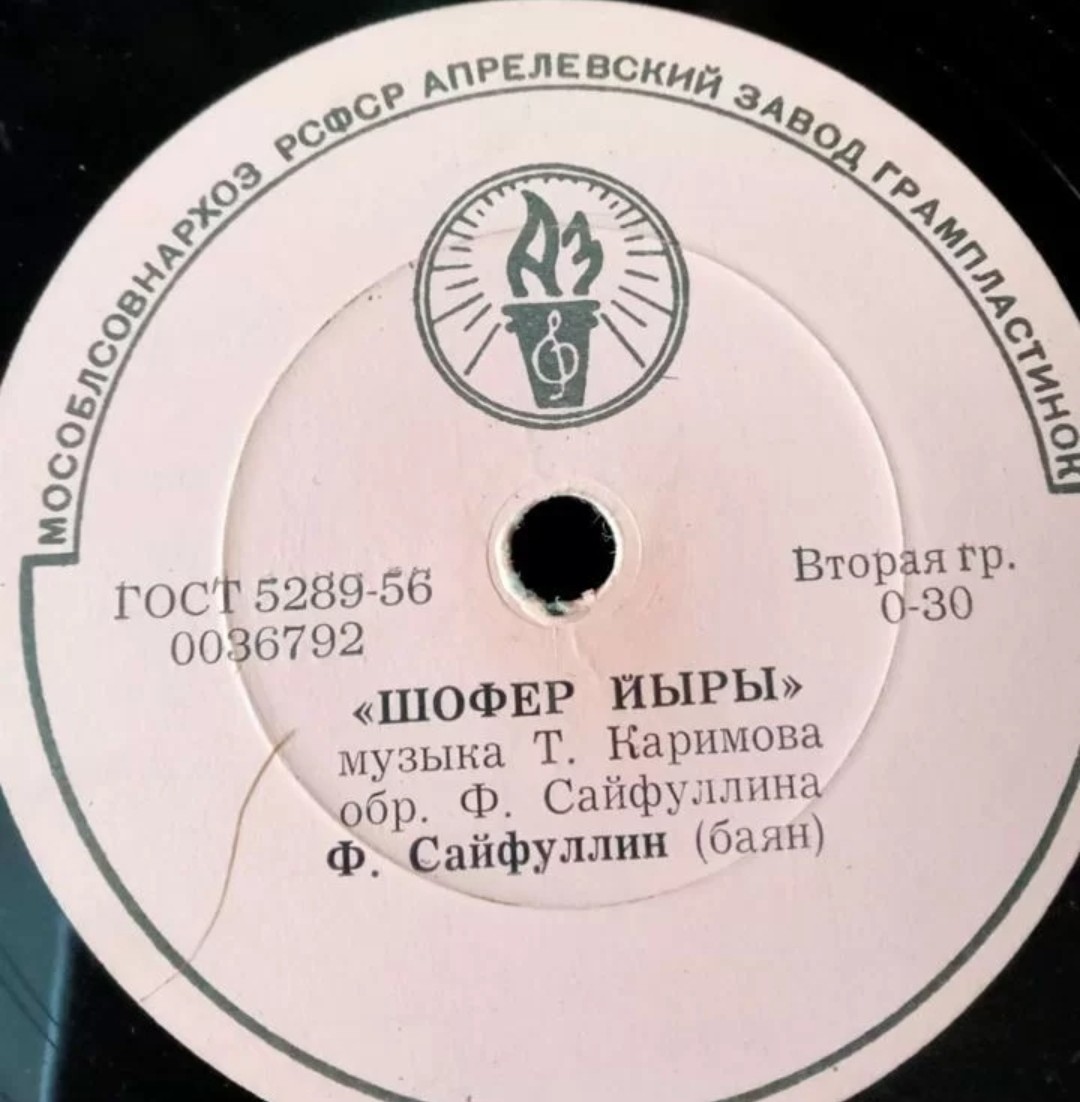 МОСОБЛСОВНАРХОЗ РСФСР АПРЕЛЕВСКИЙ ЗАВОД ГРАМПЛАСТИНОК
АЗ
ГОСТ 5289-56
0036792
Вторая гр.
0-30
«ШОФЕР ЙЫРЫ»
музыка Т. Каримова
обр. Ф. Сайфуллина
Ф. Сайфуллин (баян)